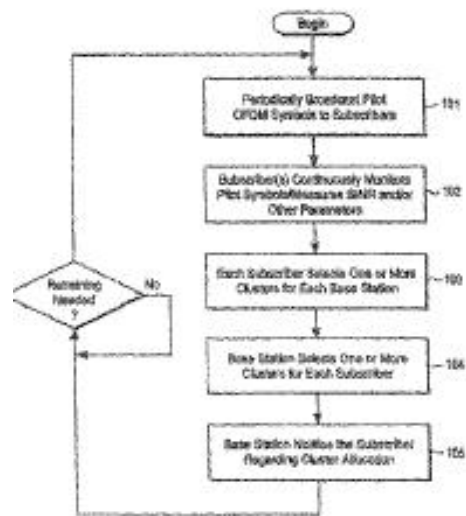 Begin
Periodically Broadcast Pilot
OFDM Symbols to Subscribers
101
Subscriber(s) Continuously Monitors
Pilot Symbols/Measures SINR and/or
Other Parameters
102
Each Subscriber Selects One or More
Clusters for Each Base Station
103
Base Station Selects One or More
Clusters for Each Subscriber
104
Base Station Notifies the Subscriber
Regarding Cluster Allocation
105
Needed
?
No